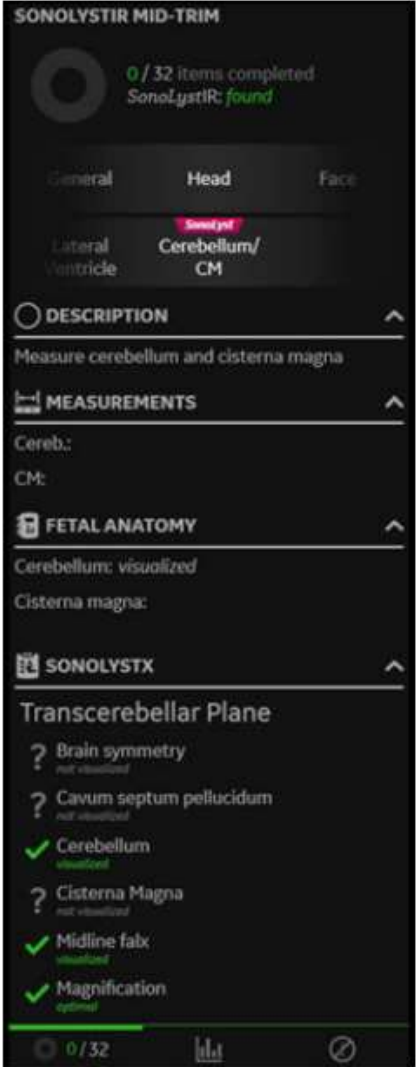 SONOLYSTIR MID-TRIM
0/32 items completed
SonoLystIR: found
General Head Face
SonoLyst
Lateral Cerebellum/
Ventricle CM
DESCRIPTION
Measure cerebellum and cisterna magna
MEASUREMENTS
Cereb.:
CM:
FETAL ANATOMY
Cerebellum: visualized
Cisterna magna:
SONOLYSTX
Transcerebellar Plane
? Brain symmetry
not visualized
? Cavum septum pellucidum
not visualized
Cerebellum
visualized
? Cisterna Magna
not visualized
Midline falx
visualized
Magnification
optimal
0/32